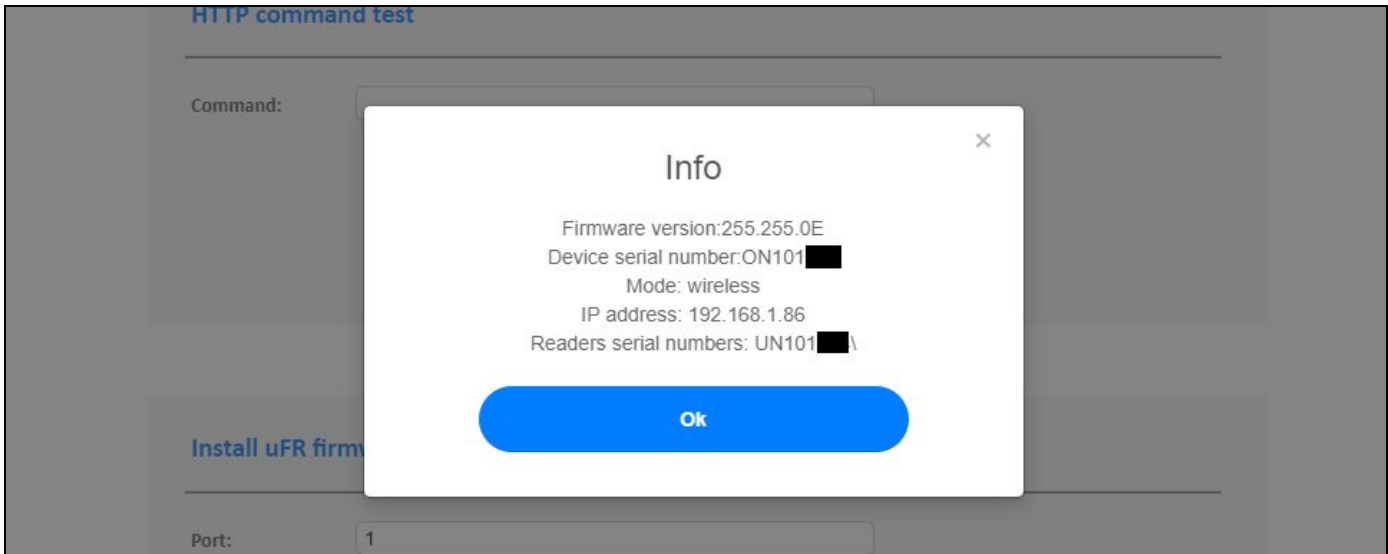 HTTP command test
Command:
×
Info
Firmware version:255.255.0E
Device serial number:ON101
Mode: wireless
IP address: 192.168.1.86
Readers serial numbers: UN101 \
Ok
Install uFR firmw
Port:
1